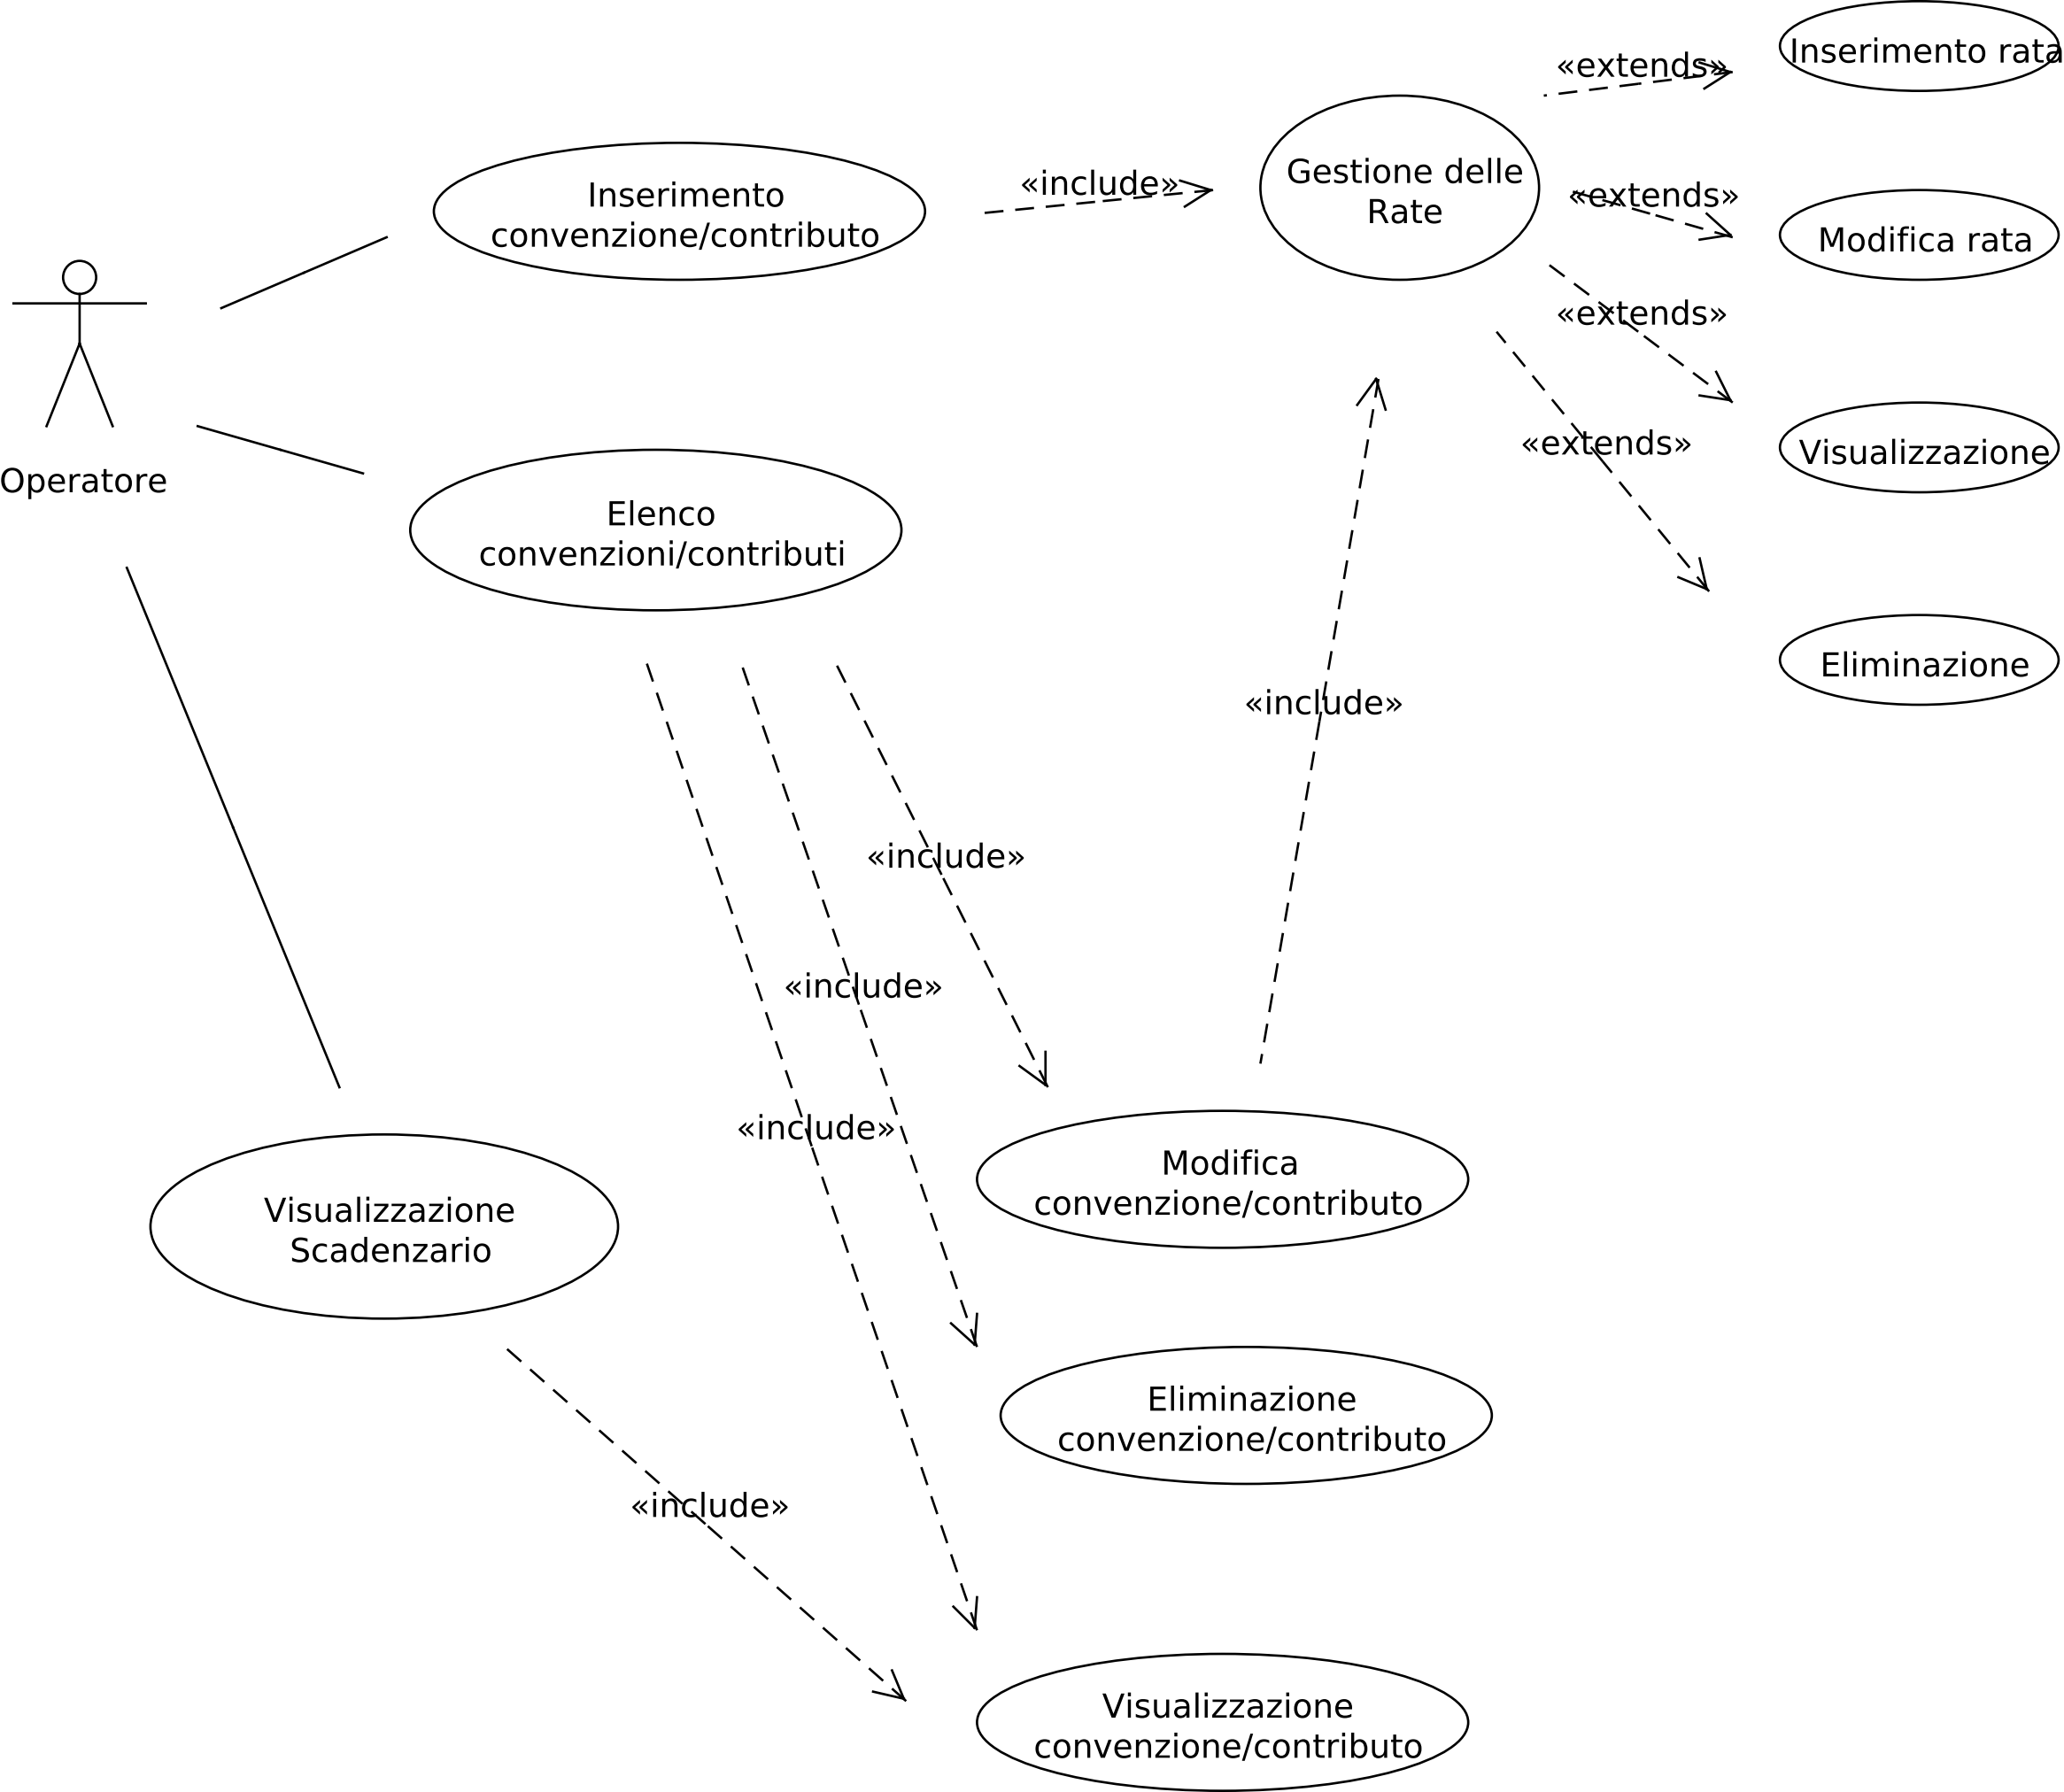 «extends»
Inserimento rata
«include»
Gestione delle
Rate
«extends»
Modifica rata
Inserimento
convenzione/contributo
«extends»
Operatore
«extends»
Visualizzazione
Elenco
convenzioni/contributi
Eliminazione
«include»
«include»
«include»
«include»
Modifica
convenzione/contributo
Visualizzazione
Scadenzario
Eliminazione
convenzione/contributo
«include»
Visualizzazione
convenzione/contributo